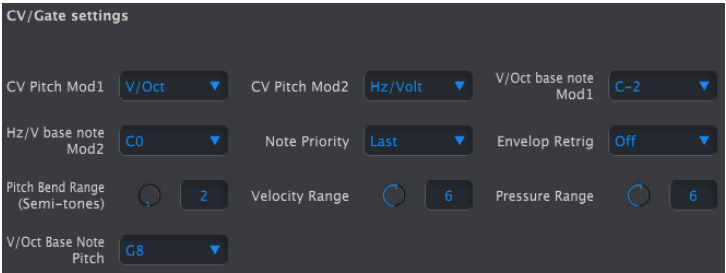 CV/Gate settings
CV Pitch Mod1 V/Oct CV Pitch Mod2 Hz/Volt V/Oct base note
Mod1 C-2
Hz/V base note
Mod2 C0 Note Priority Last Envelop Retrig Off
Pitch Bend Range
(Semi-tones) 2 Velocity Range 6 Pressure Range 6
V/Oct Base Note
Pitch G8